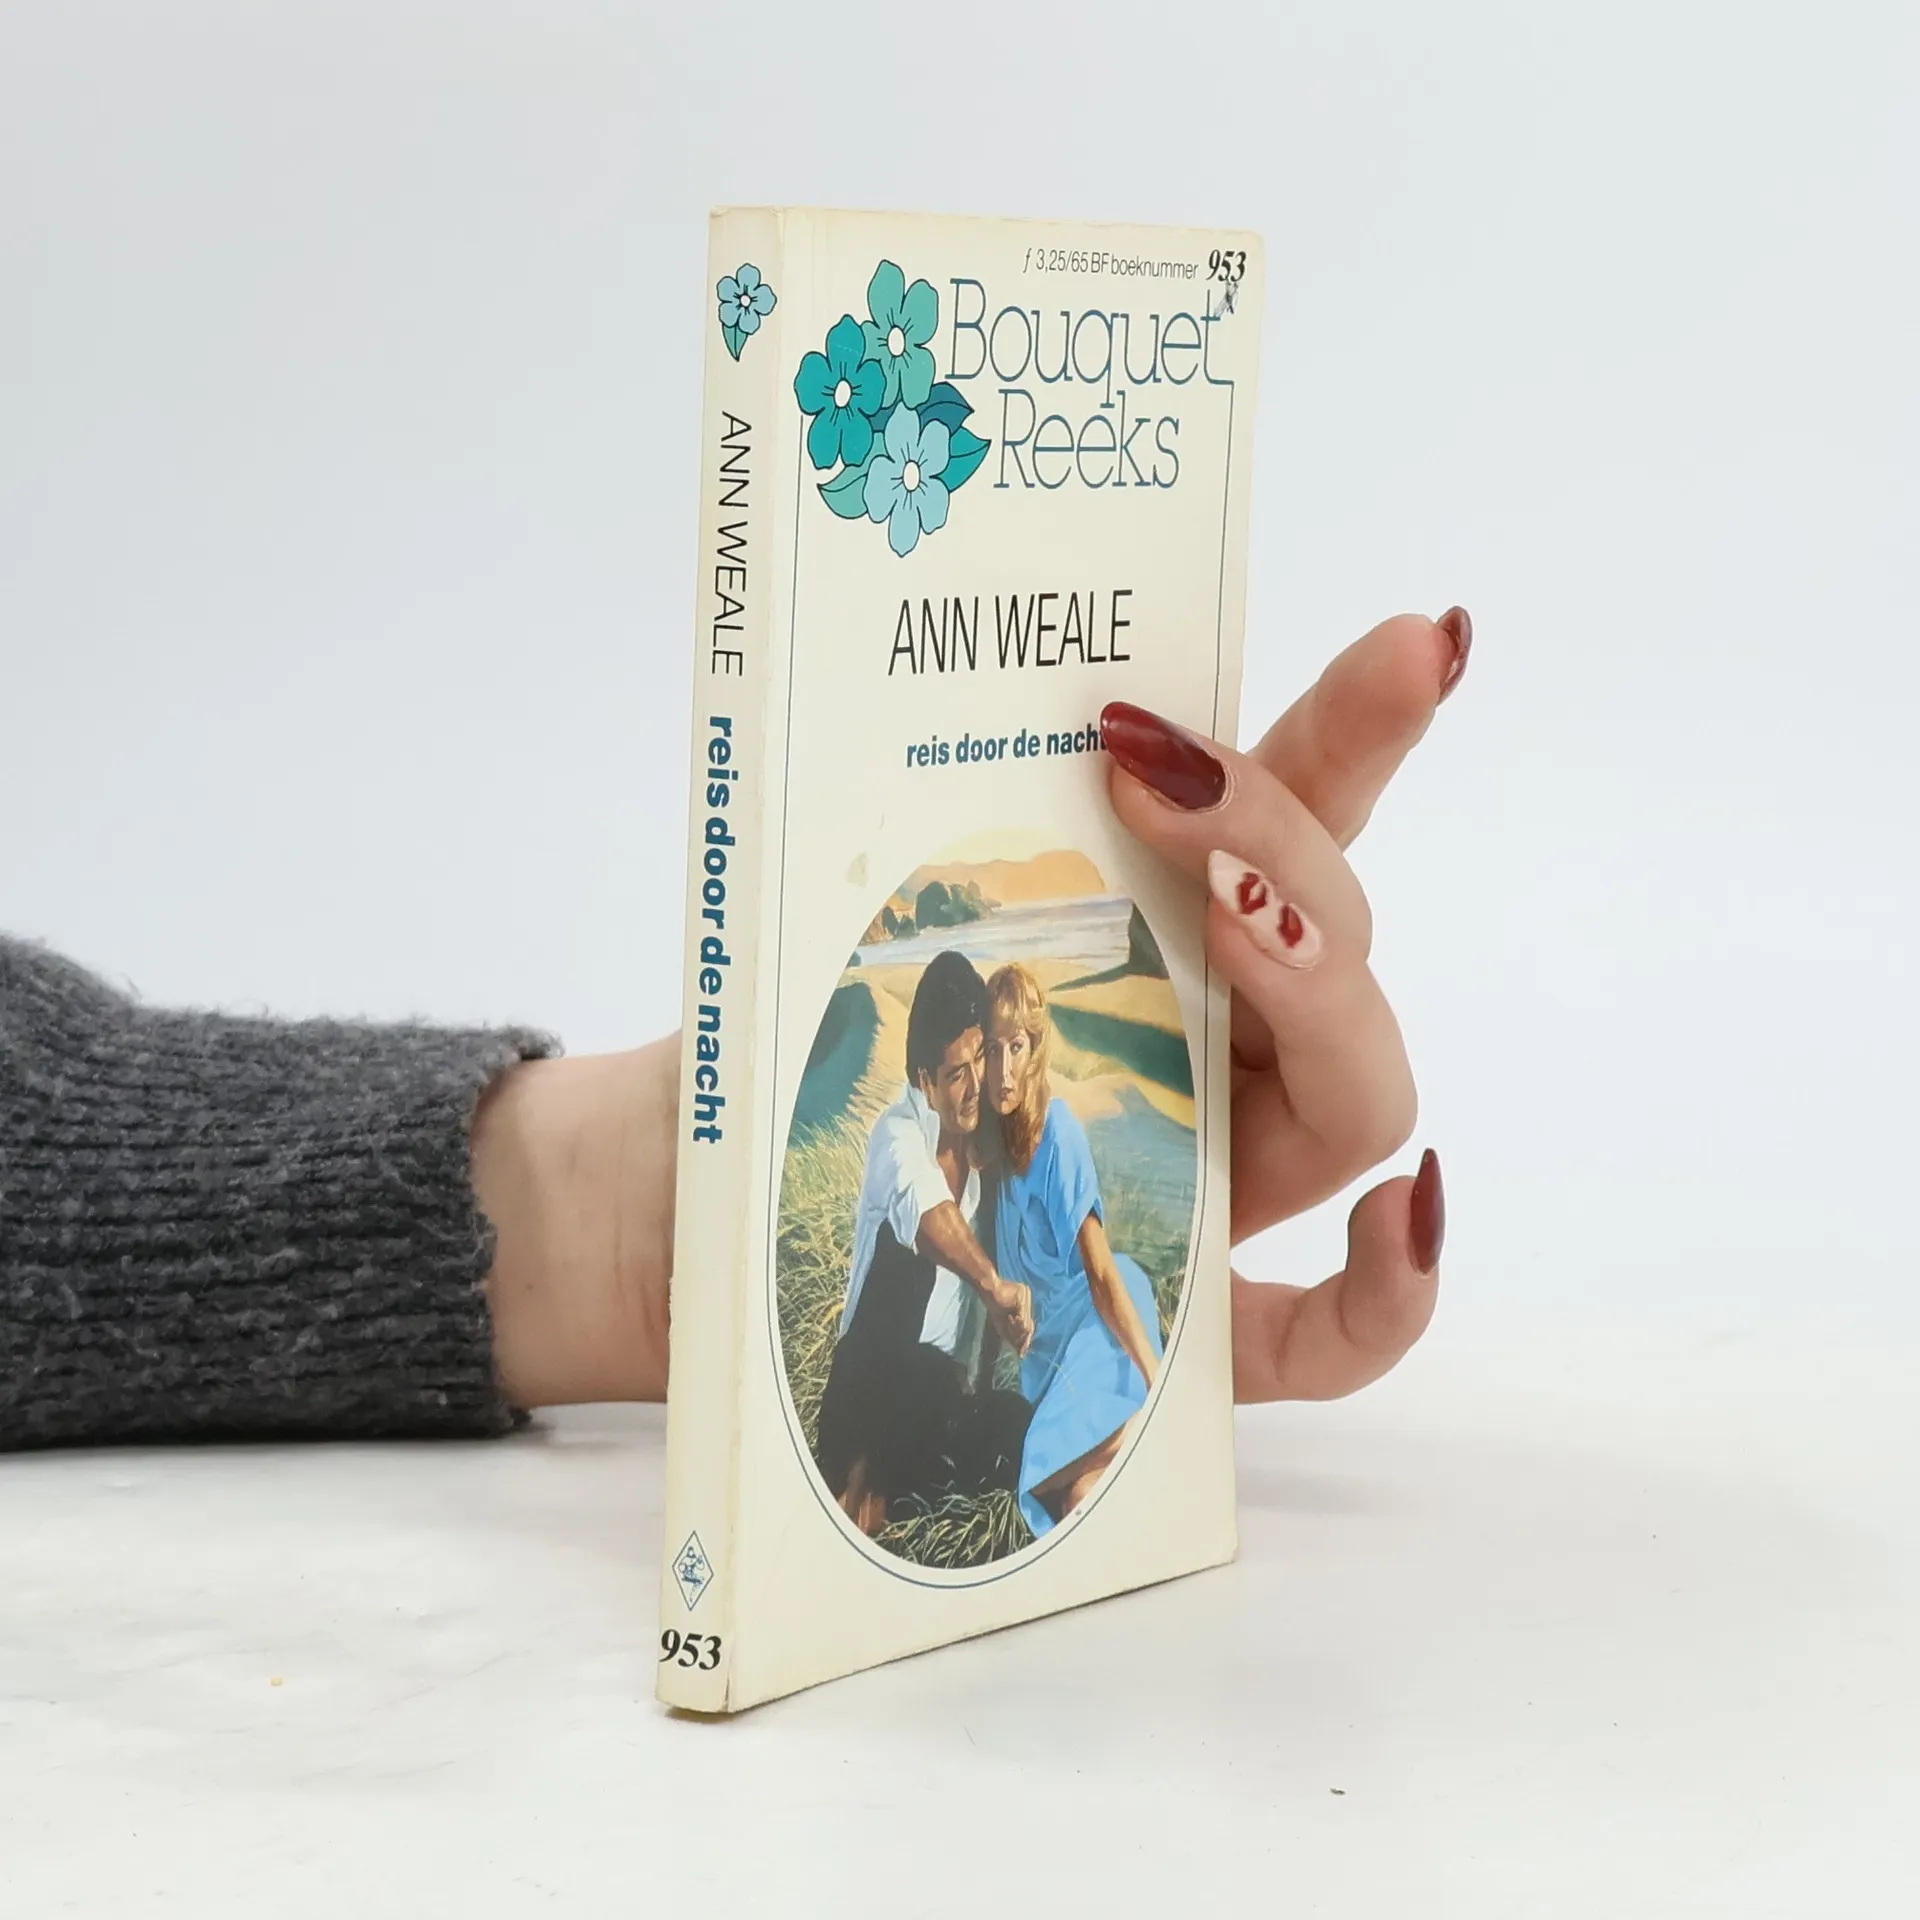 ƒ 3,25/65 BF boeknummer 953
Bouquet
Reeks
ANN WEALE
reis door de nacht
ANN WEALE reis door de nacht
953